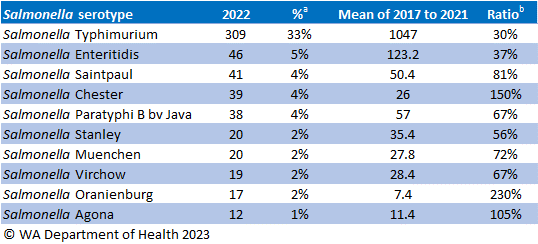 Salmonella serotype 2022 %a Mean of 2017 to 2021 Ratiob
Salmonella Typhimurium 309 33% 1047 30%
Salmonella Enteritidis 46 5% 123.2 37%
Salmonella Saintpaul 41 4% 50.4 81%
Salmonella Chester 39 4% 26 150%
Salmonella Paratyphi B bv Java 38 4% 57 67%
Salmonella Stanley 20 2% 35.4 56%
Salmonella Muenchen 20 2% 27.8 72%
Salmonella Virchow 19 2% 28.4 67%
Salmonella Oranienburg 17 2% 7.4 230%
Salmonella Agona 12 1% 11.4 105%
© WA Department of Health 2023